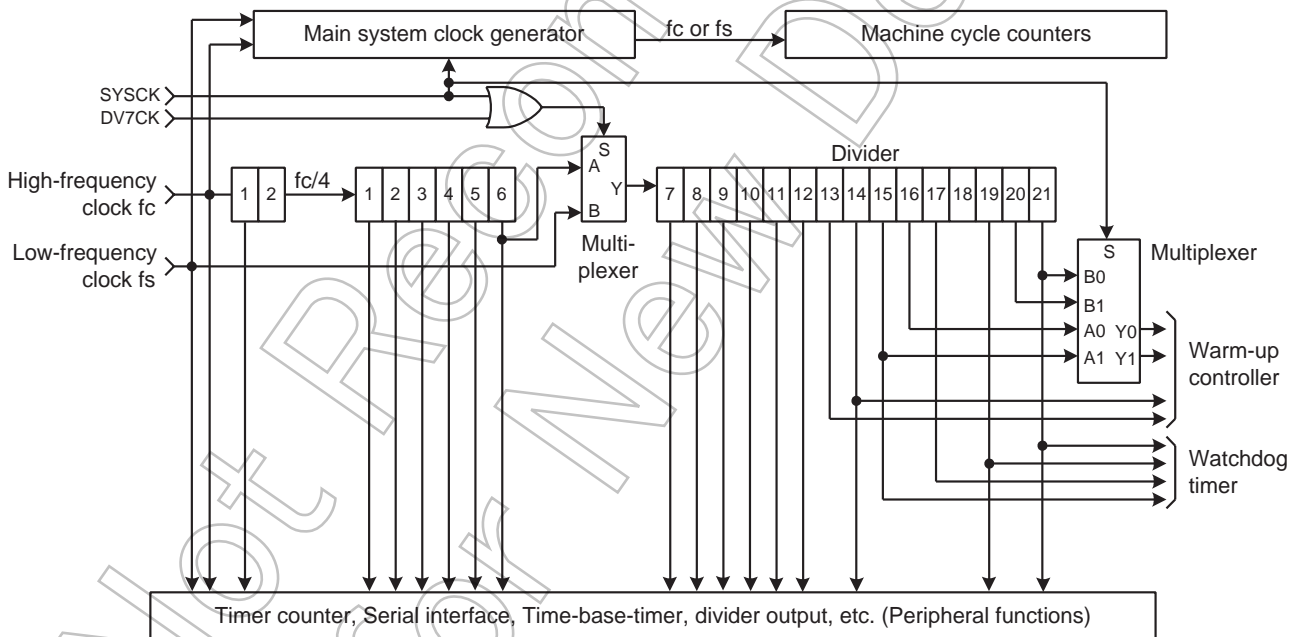 Main system clock generator
fc or fs
Machine cycle counters
SYSCK
DV7CK
High-frequency
clock fc
1 2
fc/4
1 2 3 4 5 6
S
A
B
Y
Multi-
plexer
Divider
7 8 9 10 11 12 13 14 15 16 17 18 19 20 21
Low-frequency
clock fs
S
B0
B1
A0 Y0
A1 Y1
Multiplexer
Warm-up
controller
Watchdog
timer
Timer counter, Serial interface, Time-base-timer, divider output, etc. (Peripheral functions)